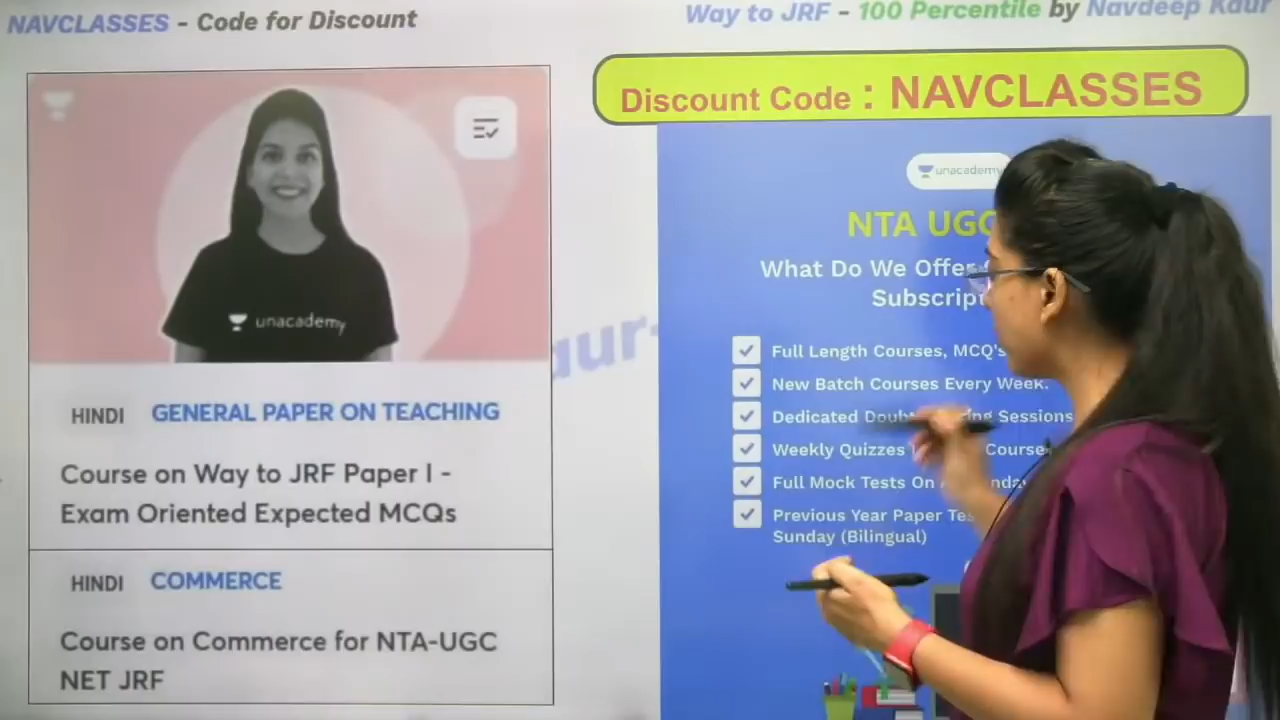 NAVCLASSES - Code for Discount
Way to JRF - 100 Percentile by Navdeep Kaur
Discount Code : NAVCLASSES
unacademy
HINDI GENERAL PAPER ON TEACHING
Course on Way to JRF Paper I -
Exam Oriented Expected MCQs
HINDI COMMERCE
Course on Commerce for NTA-UGC
NET JRF
unacademy
NTA UGC
What Do We Offer
Full Length Courses, MCQ's
New Batch Courses Every Week.
Dedicated Sessions
Weekly Quizzes Course
Full Mock Tests On
Previous Year Paper
Sunday (Bilingual)